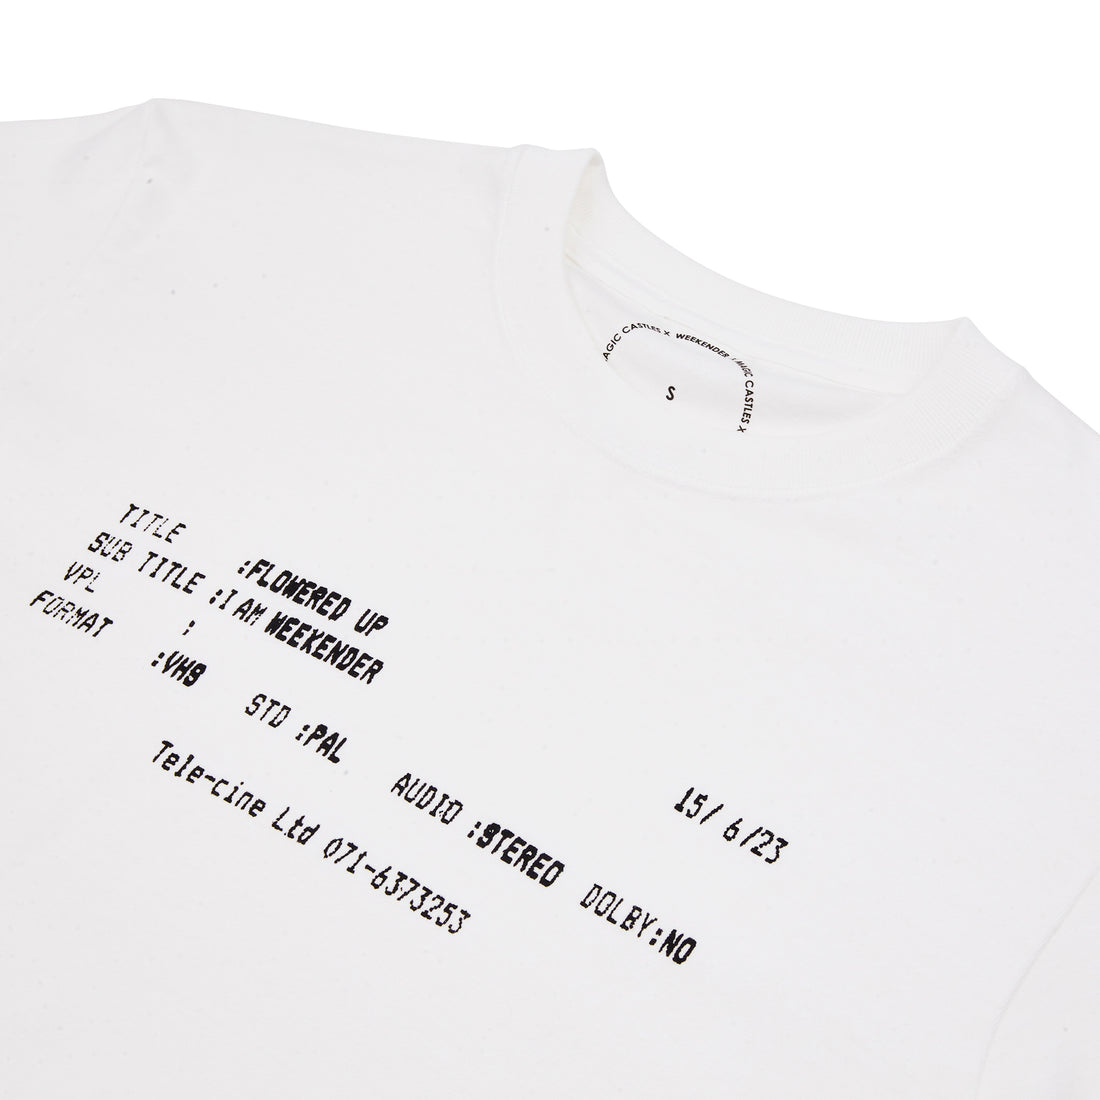 MAGIC CASTLES X WEEKENDER / MAGIC CASTLES X
S
TITLE :FLOWERED UP
SUB TITLE :I AM WEEKENDER
VPL :
FORMAT :VHS STD :PAL AUDIO :STEREO DOLBY:NO
Tele-cine Ltd 071-6373253
15/ 6/23